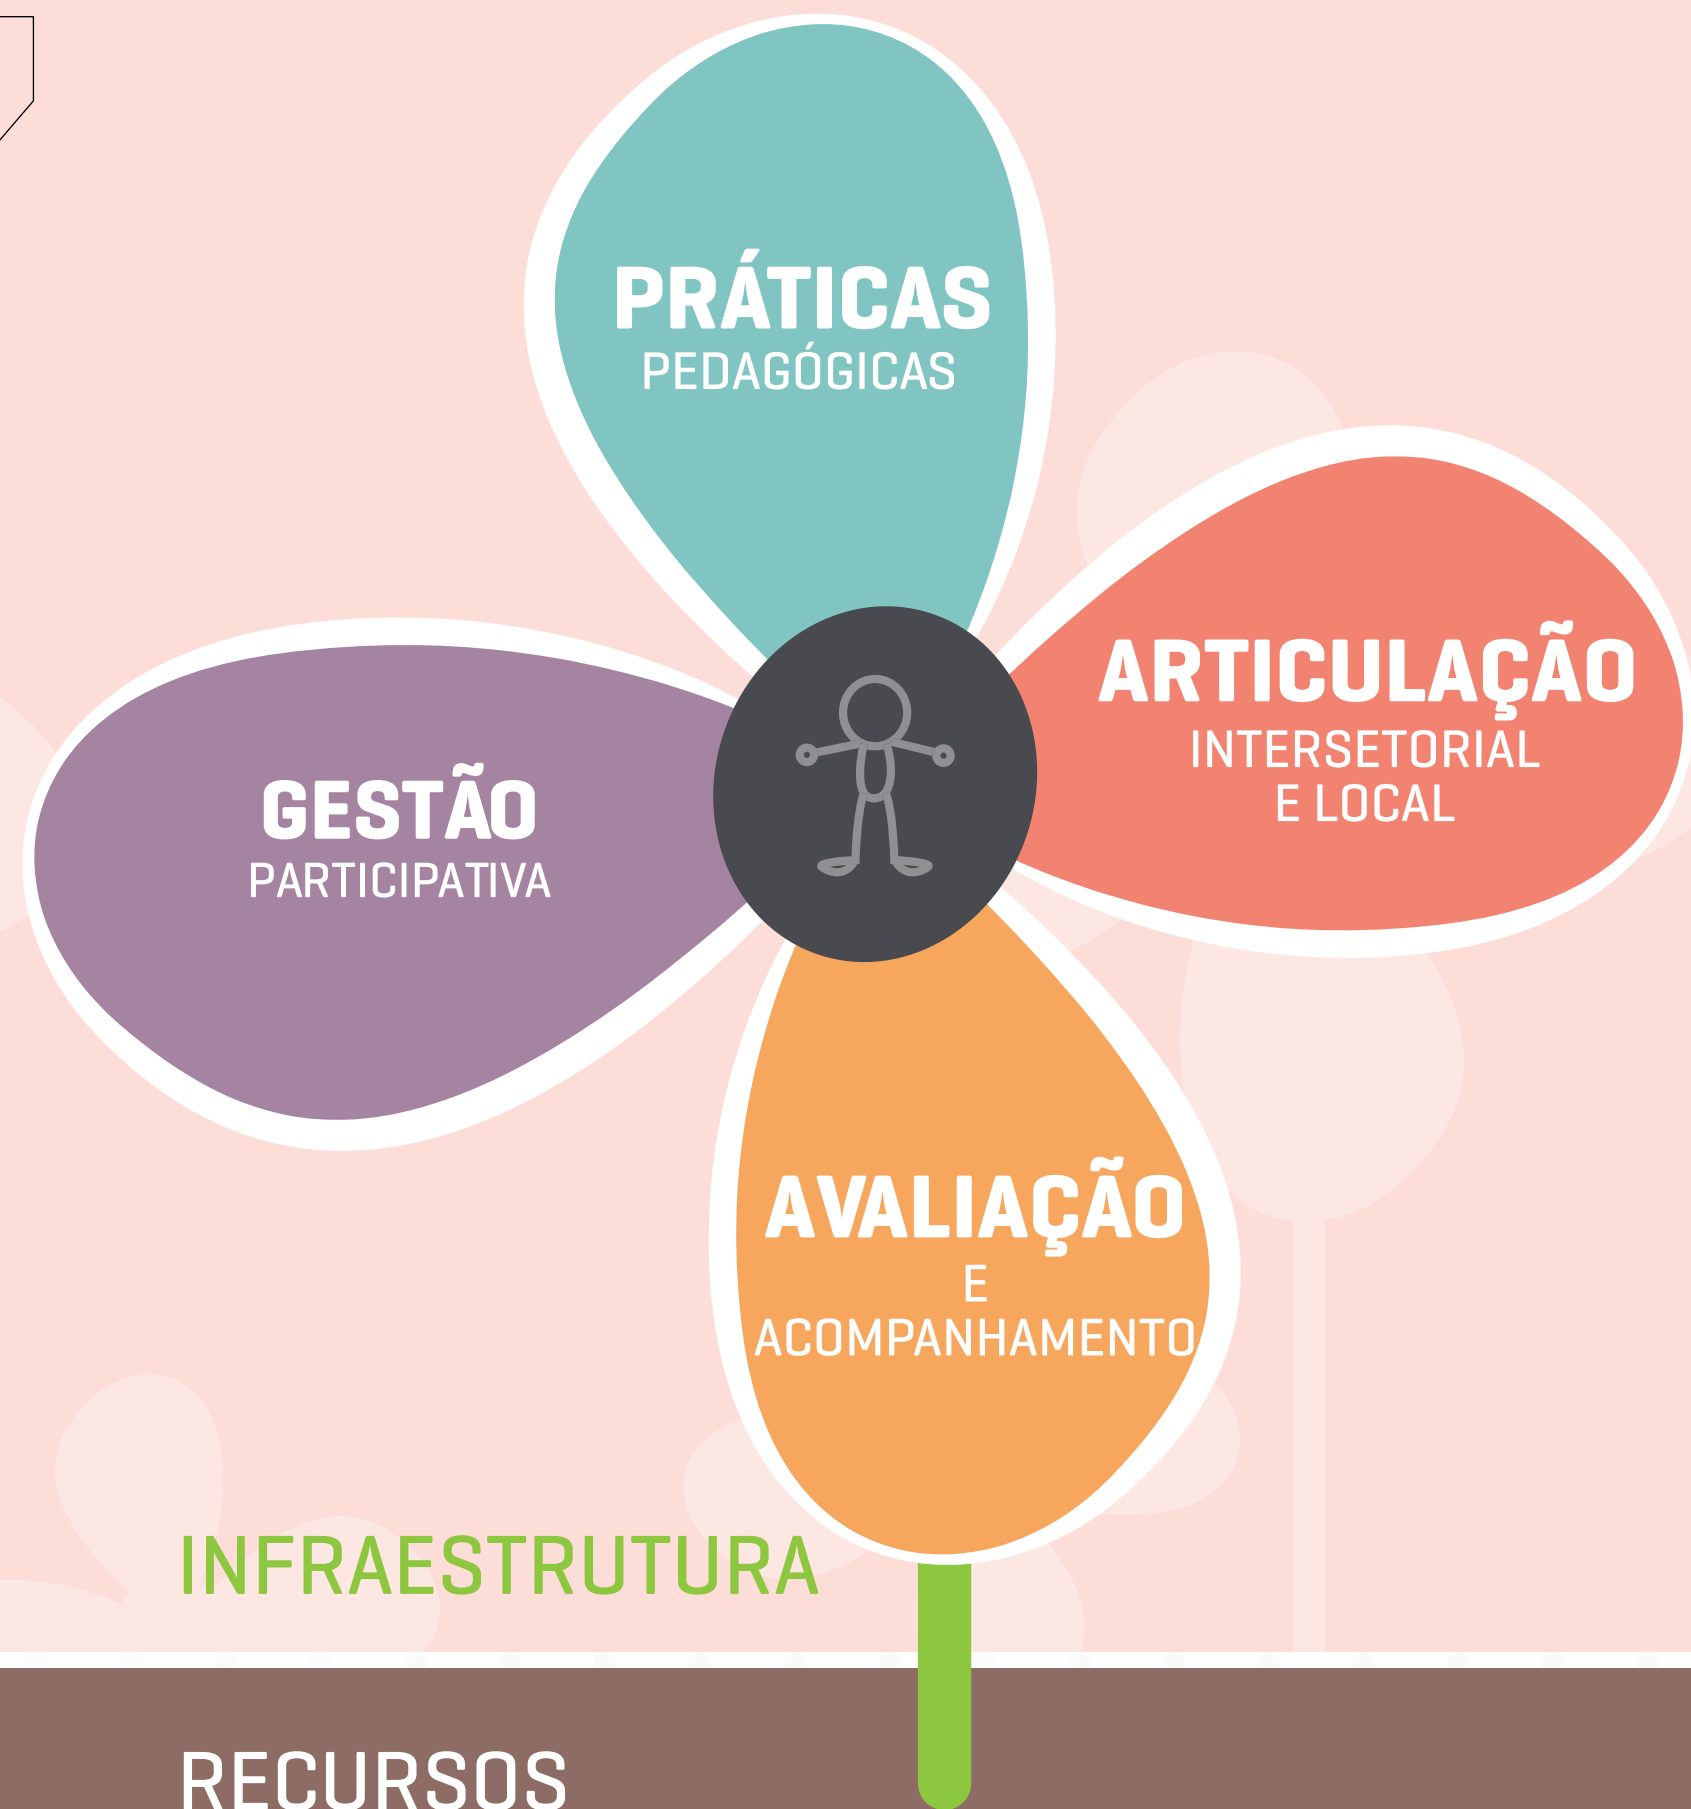 PRÁTICAS
PEDAGÓGICAS
ARTICULAÇÃO
INTERSETORIAL
E LOCAL
GESTÃO
PARTICIPATIVA
AVALIAÇÃO
E
ACOMPANHAMENTO
INFRAESTRUTURA
RECURSOS